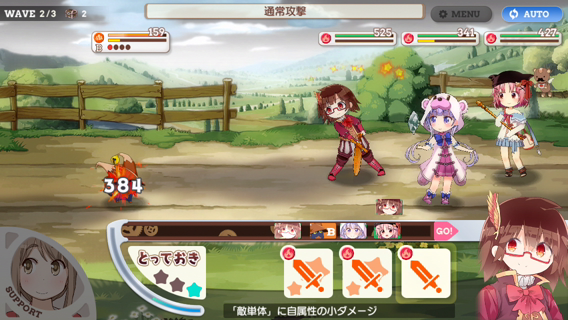 WAVE 2/3 2
通常攻撃
MENU
AUTO
159
B
525
341
427
384
B
GO!
とっておき
SUPPORT
「敵単体」に自属性の小ダメージ